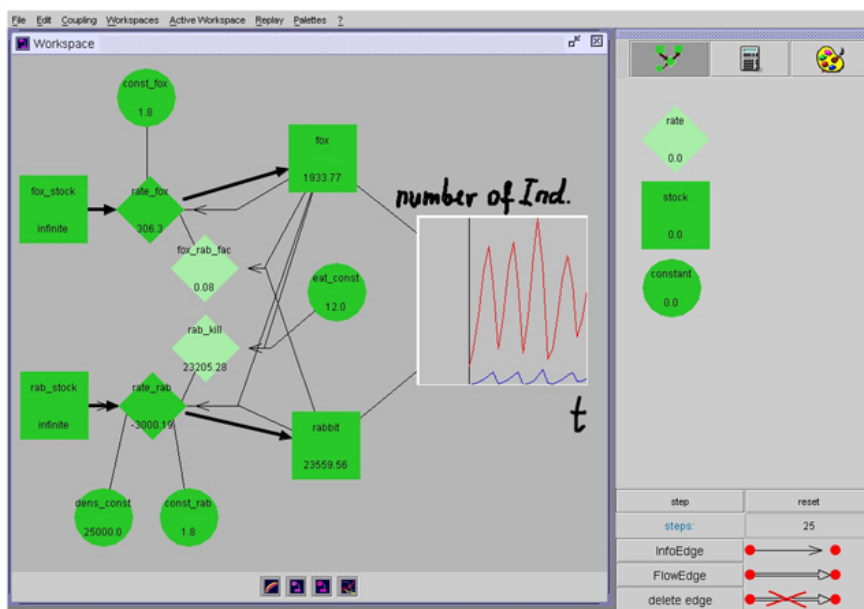 File Edit Coupling Workspaces Active Workspace Replay Palettes ?
Workspace
const_fox
1.8
fox
1933.77
fox_stock
infinite
rate_fox
306.3
number of Ind.
fox_rab_fac
0.08
eat_const
12.0
rab_kill
23205.28
rab_stock
infinite
rate_rab
-3000.19
rabbit
23559.56
t
dens_const
25000.0
const_rab
1.8
rate
0.0
stock
0.0
constant
0.0
step reset
steps: 25
InfoEdge
FlowEdge
delete edge